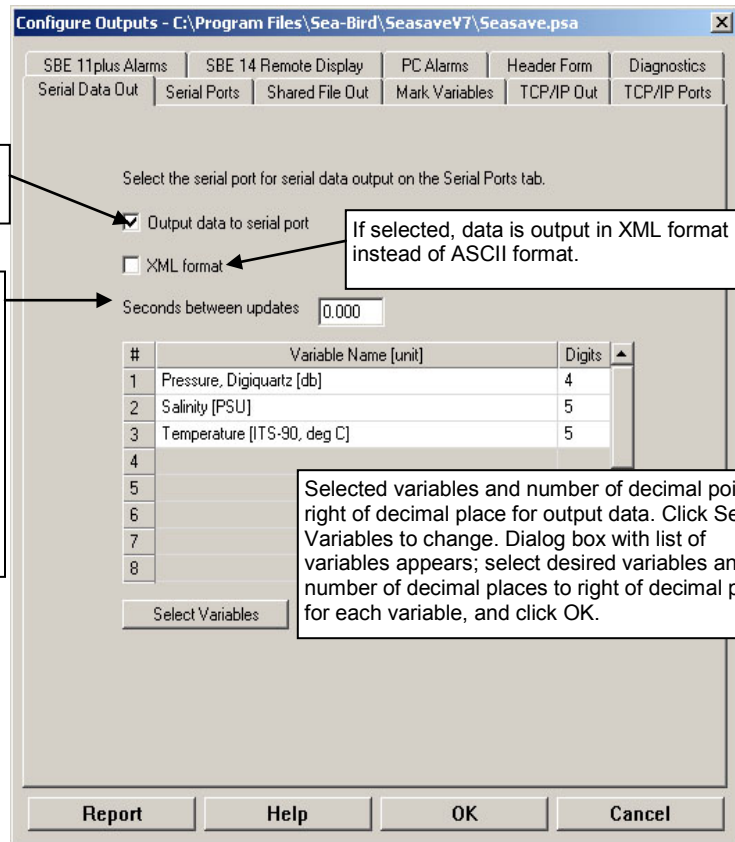 Configure Outputs - C:\Program Files\Sea-Bird\SeasaveV7\Seasave.psa
SBE 11plus Alarms SBE 14 Remote Display PC Alarms Header Form Diagnostics
Serial Data Out Serial Ports Shared File Out Mark Variables TCP/IP Out TCP/IP Ports
Select the serial port for serial data output on the Serial Ports tab.
Output data to serial port
If selected, data is output in XML format
instead of ASCII format.
XML format
Seconds between updates 0.000
# Variable Name [unit] Digits
1 Pressure, Digiquartz [db] 4
2 Salinity [PSU] 5
3 Temperature [ITS-90, deg C] 5
4
5
6
7
8
Selected variables and number of decimal
right of decimal place for output data. Click
Variables to change. Dialog box with list of
variables appears; select desired variables
number of decimal places to right of decimal
for each variable, and click OK.
Select Variables
Report Help OK Cancel